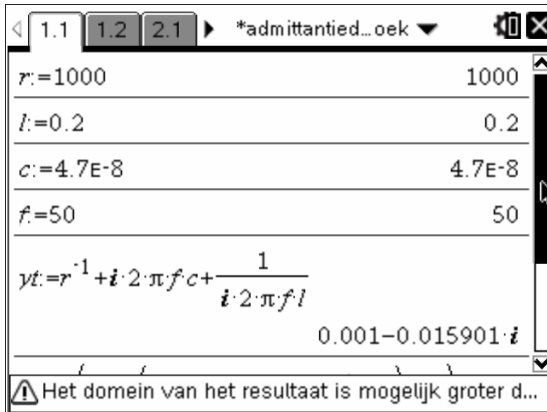 1.1 1.2 2.1 *admittantied...oek
r:=1000 1000
l:=0.2 0.2
c:=4.7E-8 4.7E-8
f:=50 50
yt:=r^-1+i·2·π·f·c+1/(i·2·π·f·l)
0.001-0.015901·i
Het domein van het resultaat is mogelijk groter d...